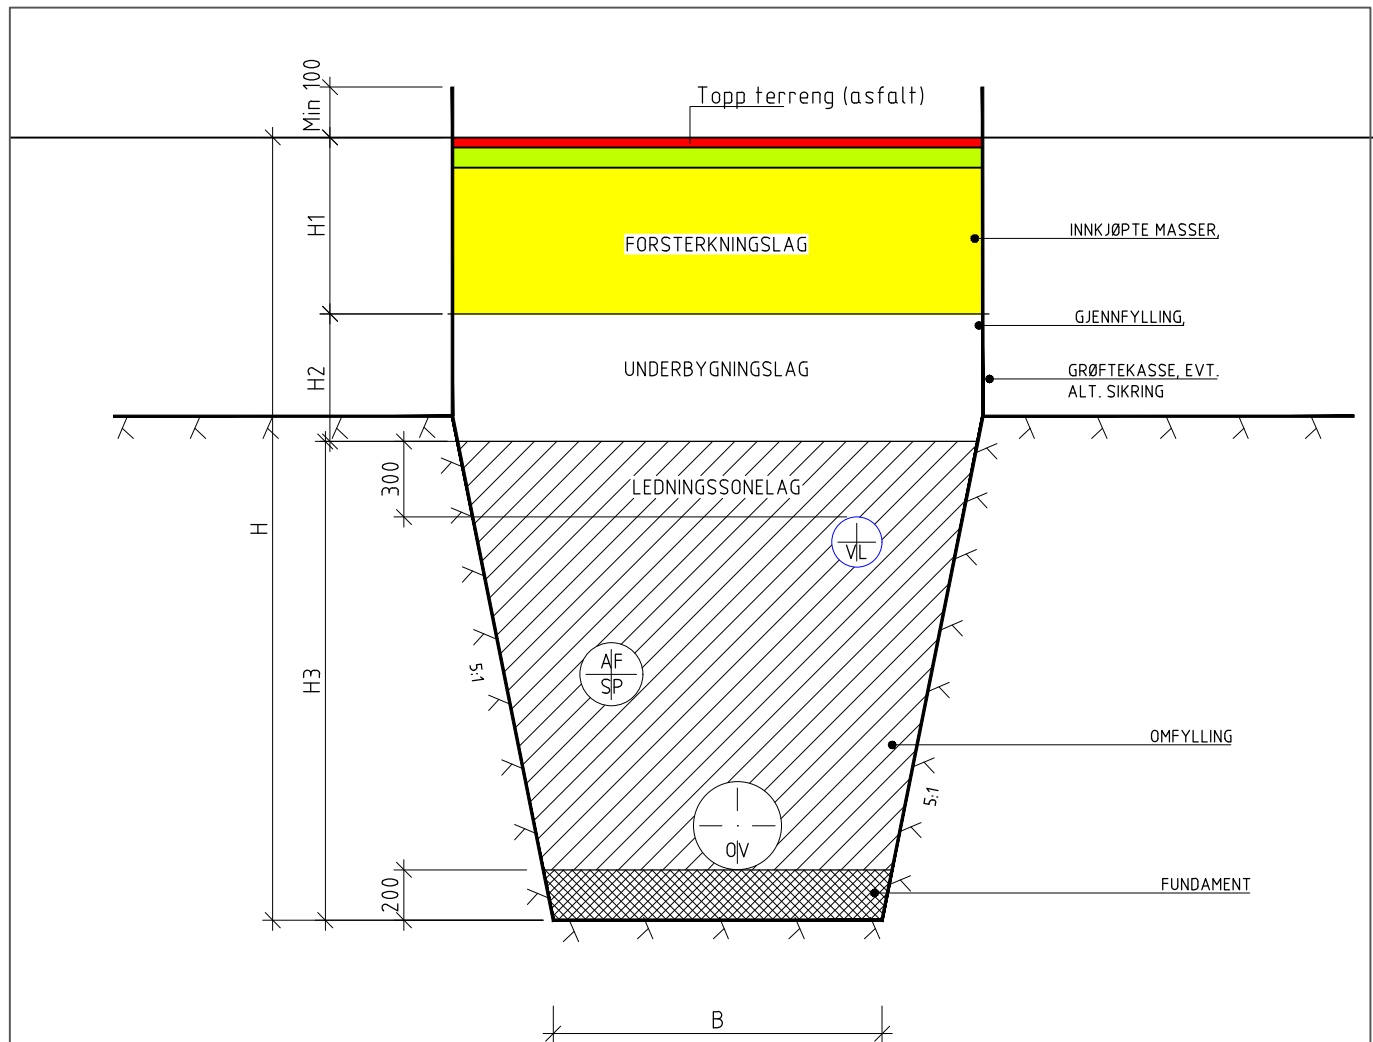 Min 100
Topp terreng (asfalt)
H1
FORSTERKNINGSLAG
INNKJØPTE MASSER,
GJENNFYLLING,
H2
UNDERBYGNINGSLAG
GRØFTEKASSE, EVT.
ALT. SIKRING
300
LEDNINGSSONELAG
H
VL
AF
SP
5:1
H3
OMFYLLING
5:1
OV
200
FUNDAMENT
B